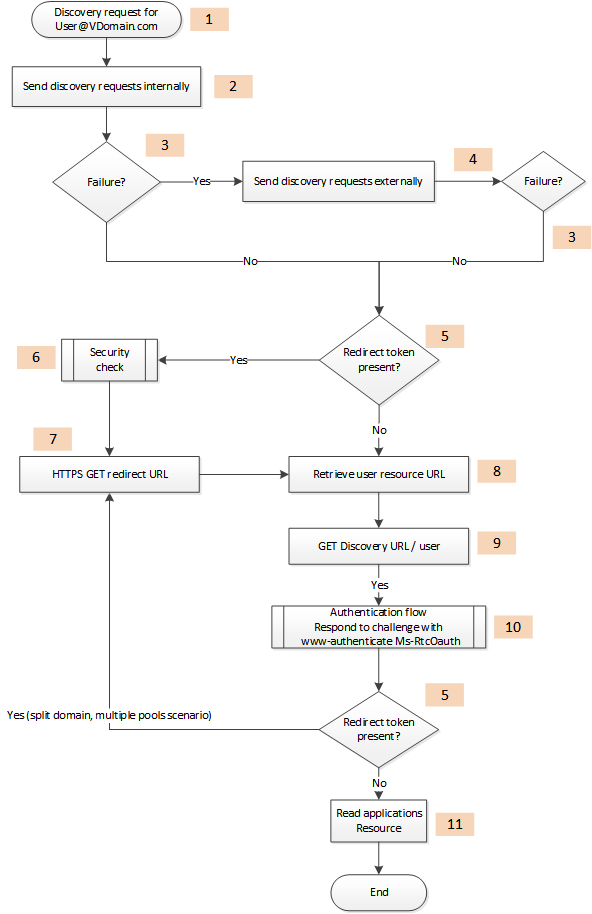 Discovery request for
User@VDomain.com
1
Send discovery requests internally
2
3
Failure?
Yes
Send discovery requests externally
4
Failure?
3
No
No
5
Redirect token
present?
Yes
6
Security
check
No
7
HTTPS GET redirect URL
Retrieve user resource URL
8
GET Discovery URL / user
9
Yes
Authentication flow
Respond to challenge with
www-authenticate Ms-RtcOauth
10
5
Redirect token
present?
Yes (split domain, multiple pools scenario)
No
Read applications
Resource
11
End